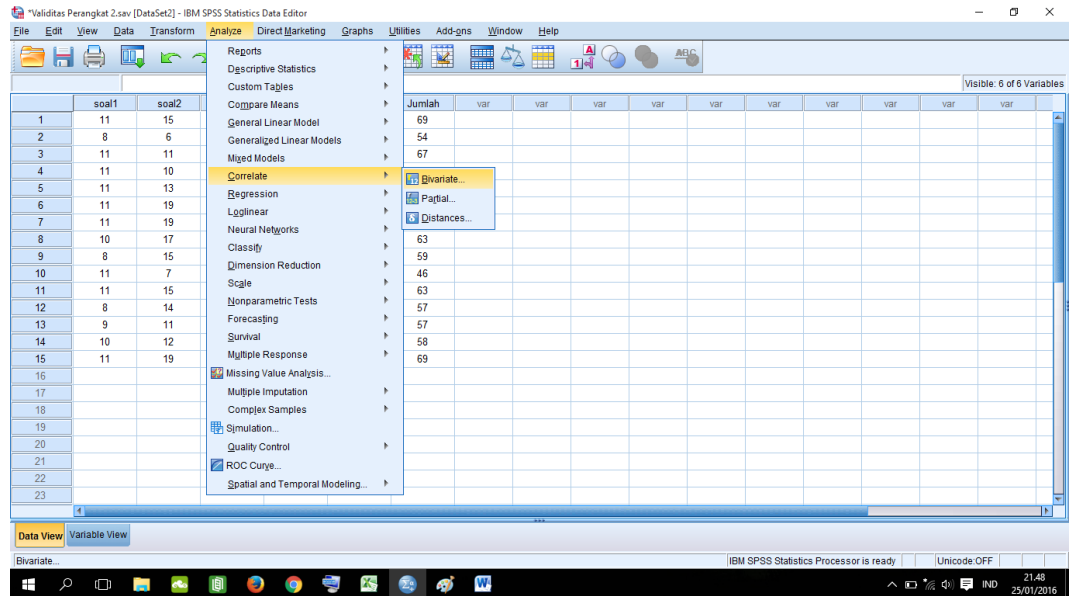 *Validitas Perangkat 2.sav [DataSet2] - IBM SPSS Statistics Data Editor
File Edit View Data Transform Analyze Direct Marketing Graphs Utilities Add-ons Window Help
Visible: 6 of 6 Variables
soal1 soal2 Jumlah var var var var var var var var var var
1 11 15 69
2 8 6 54
3 11 11 67
4 11 10
5 11 13
6 11 19
7 11 19
8 10 17 63
9 8 15 59
10 11 7 46
11 11 15 63
12 8 14 57
13 9 11 57
14 10 12 58
15 11 19 69
16
17
18
19
20
21
22
23
Reports
Descriptive Statistics
Custom Tables
Compare Means
General Linear Model
Generalized Linear Models
Mixed Models
Correlate
Regression
Loglinear
Neural Networks
Classify
Dimension Reduction
Scale
Nonparametric Tests
Forecasting
Survival
Multiple Response
Missing Value Analysis...
Multiple Imputation
Complex Samples
Simulation...
Quality Control
ROC Curve...
Spatial and Temporal Modeling...
Bivariate...
Partial...
Distances...
Data View Variable View
Bivariate... IBM SPSS Statistics Processor is ready Unicode:OFF
IND 21.48
25/01/2016